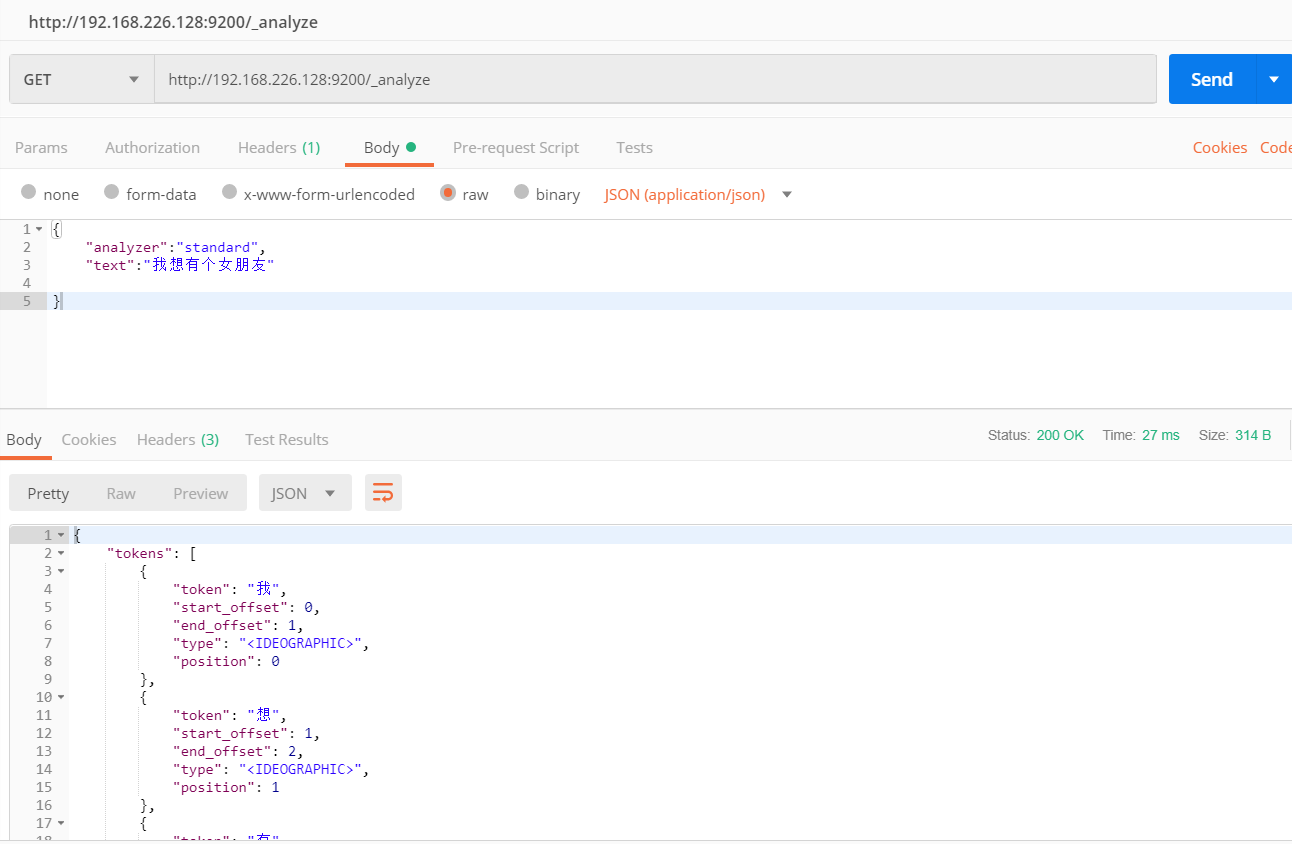 http://192.168.226.128:9200/_analyze
GET http://192.168.226.128:9200/_analyze Send
Params Authorization Headers (1) Body Pre-request Script Tests Cookies Code
none form-data x-www-form-urlencoded raw binary JSON (application/json)
1 {
2 "analyzer":"standard",
3 "text":"我想有个女朋友"
4
5 }
Body Cookies Headers (3) Test Results Status: 200 OK Time: 27 ms Size: 314 B
Pretty Raw Preview JSON
1 {
2 "tokens": [
3 {
4 "token": "我",
5 "start_offset": 0,
6 "end_offset": 1,
7 "type": "<IDEOGRAPHIC>",
8 "position": 0
9 },
10 {
11 "token": "想",
12 "start_offset": 1,
13 "end_offset": 2,
14 "type": "<IDEOGRAPHIC>",
15 "position": 1
16 },
17 {
18 "token": "有"